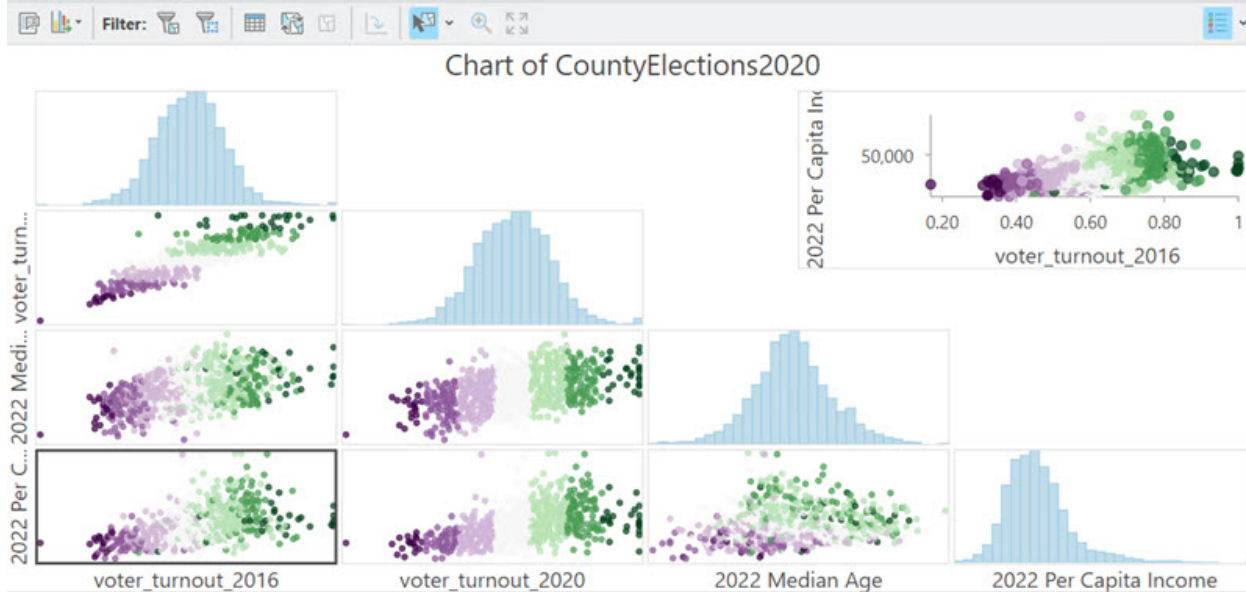 Filter:
Chart of CountyElections2020
2022 Per Capita Inc
50,000
0.20 0.40 0.60 0.80 1
voter_turnout_2016
voter_turn...
2022 Medi...
2022 Per C...
voter_turnout_2016 voter_turnout_2020 2022 Median Age 2022 Per Capita Income